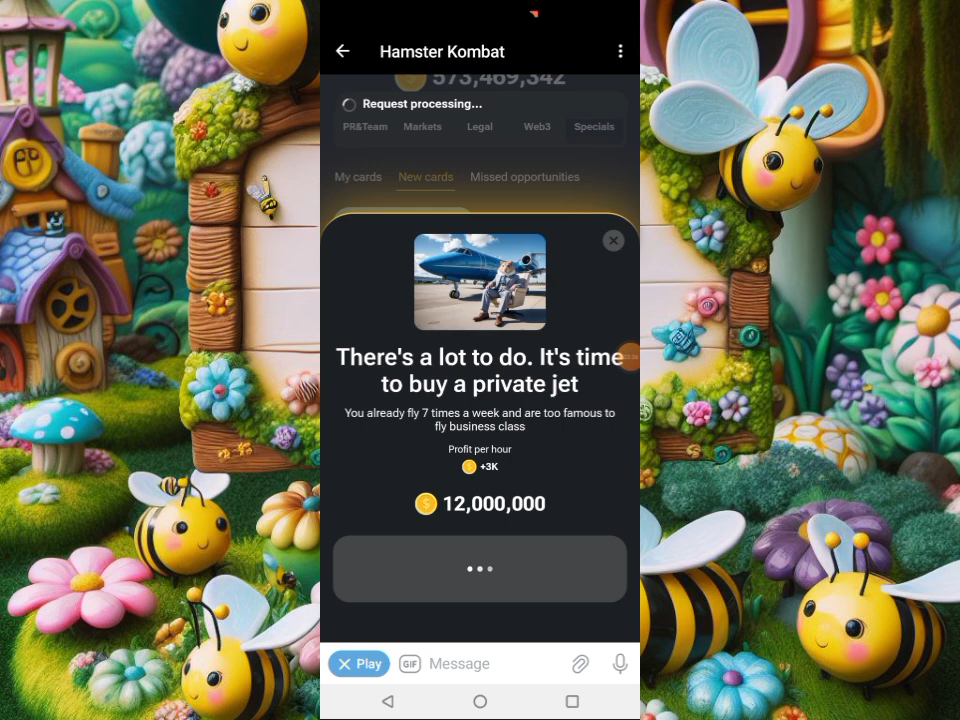 Hamster Kombat
573,469,342
Request processing...
PR&Team Markets Legal Web3 Specials
My cards New cards Missed opportunities
There's a lot to do. It's time
to buy a private jet
You already fly 7 times a week and are too famous to
fly business class
Profit per hour
+3K
12,000,000
Play GIF Message